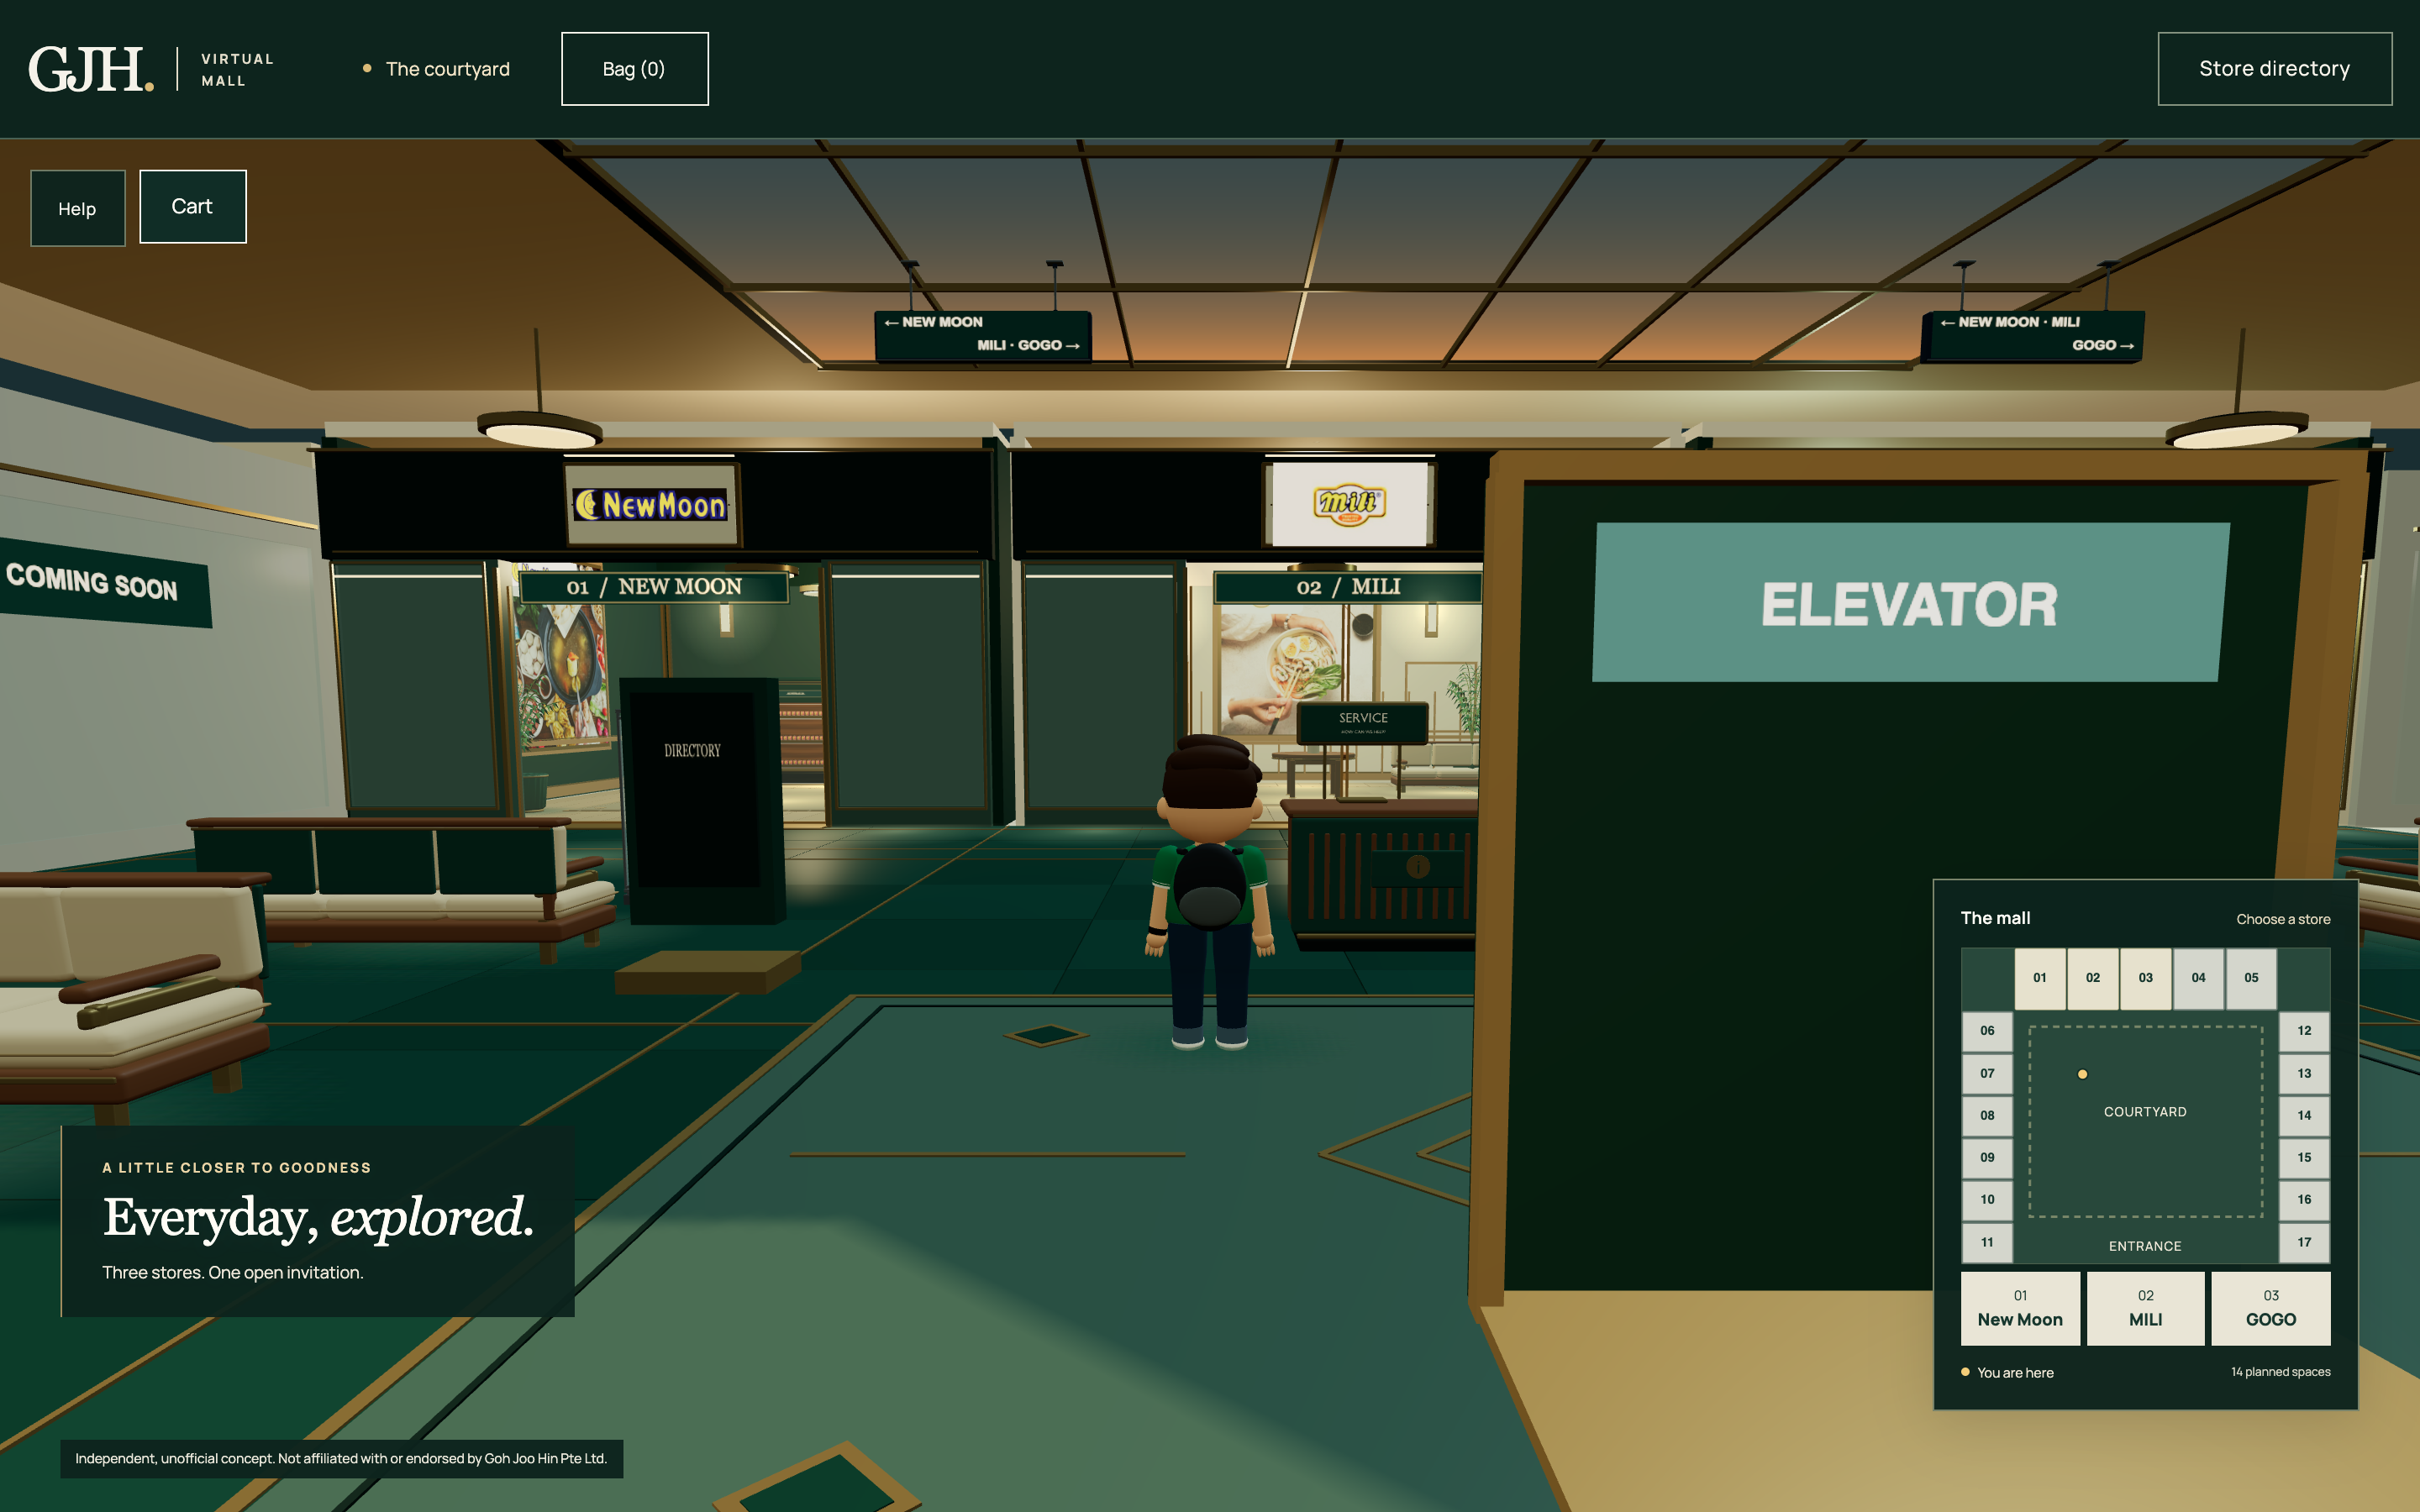 GJH.
VIRTUAL
MALL
The courtyard
Bag (0)
Store directory
Help
Cart
← NEW MOON
MILI · GOGO →
← NEW MOON · MILI
GOGO →
NewMoon
mili
COMING SOON
01 / NEW MOON
02 / MILI
ELEVATOR
SERVICE
HOW CAN WE HELP?
DIRECTORY
The mall
Choose a store
01 02 03 04 05
06 12
07 13
COURTYARD
08 14
09 15
10 16
11 17
ENTRANCE
01
New Moon
02
MILI
03
GOGO
You are here
14 planned spaces
A LITTLE CLOSER TO GOODNESS
Everyday, explored.
Three stores. One open invitation.
Independent, unofficial concept. Not affiliated with or endorsed by Goh Joo Hin Pte Ltd.